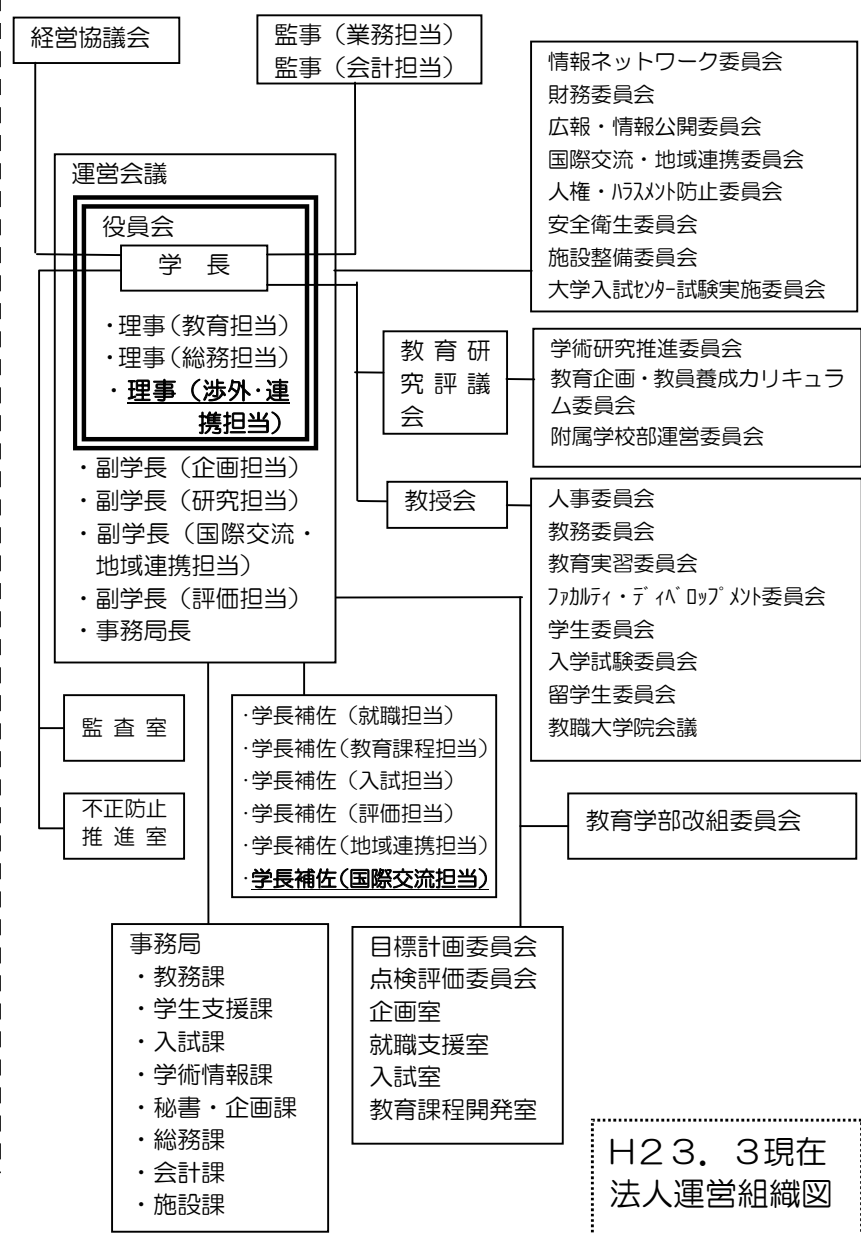 経営協議会
監事（業務担当）
監事（会計担当）
情報ネットワーク委員会
財務委員会
広報・情報公開委員会
国際交流・地域連携委員会
人権・ﾊﾗｽﾒﾝﾄ防止委員会
安全衛生委員会
施設整備委員会
大学入試ｾﾝﾀｰ試験実施委員会
運営会議
役員会
学　長
・理事（教育担当）
・理事（総務担当）
・理事（渉外・連
携担当）
・副学長（企画担当）
・副学長（研究担当）
・副学長（国際交流・
地域連携担当）
・副学長（評価担当）
・事務局長
教 育 研
究 評 議
会
学術研究推進委員会
教育企画・教員養成カリキュラ
ム委員会
附属学校部運営委員会
教授会
人事委員会
教務委員会
教育実習委員会
ﾌｧｶﾙﾃｨ・ﾃﾞｨﾍﾞﾛｯﾌﾟﾒﾝﾄ委員会
学生委員会
入学試験委員会
留学生委員会
教職大学院会議
監 査 室
不正防止
推 進 室
・学長補佐（就職担当）
・学長補佐（教育課程担当）
・学長補佐（入試担当）
・学長補佐（評価担当）
・学長補佐（地域連携担当）
・学長補佐（国際交流担当）
教育学部改組委員会
事務局
・教務課
・学生支援課
・入試課
・学術情報課
・秘書・企画課
・総務課
・会計課
・施設課
目標計画委員会
点検評価委員会
企画室
就職支援室
入試室
教育課程開発室
H２３．３現在
法人運営組織図